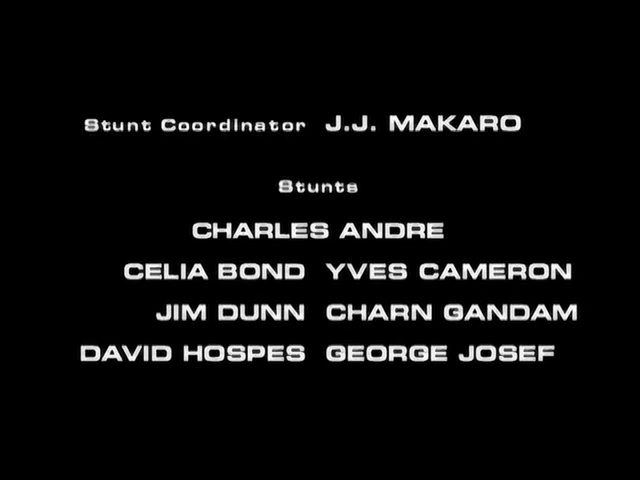 Stunt Coordinator J.J. MAKARO
Stunts
CHARLES ANDRE
CELIA BOND YVES CAMERON
JIM DUNN CHARN GANDAM
DAVID HOSPES GEORGE JOSEF